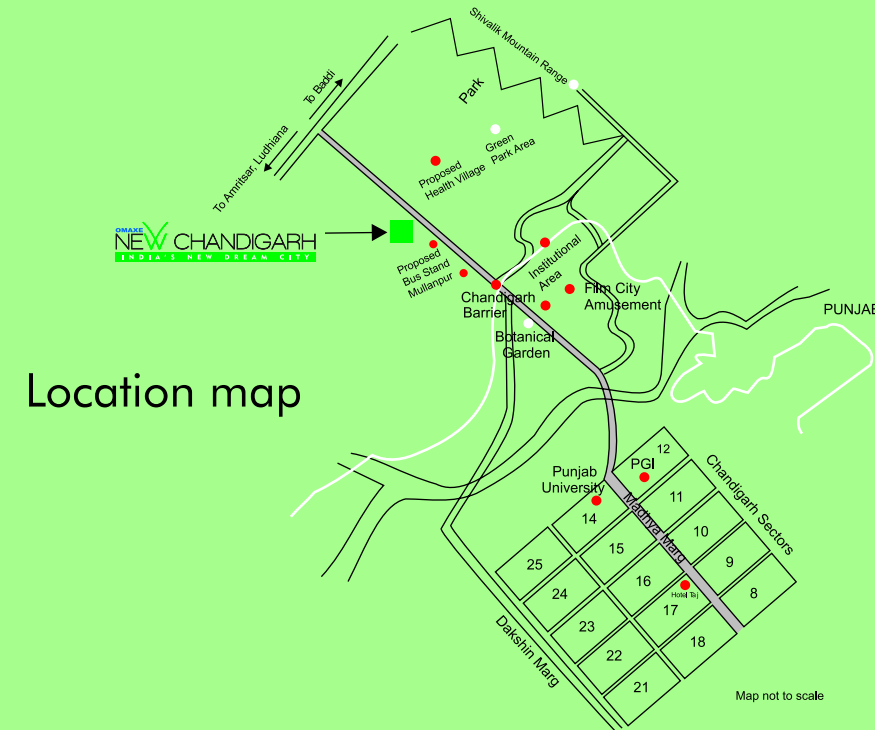 Shivalik Mountain Range
To Baddi
Park
To Amritsar, Ludhiana
Green
Park Area
Proposed
Health Village
OMAXE
NEW CHANDIGARH
INDIA'S NEW DREAM CITY
Proposed
Bus Stand
Mullanpur
Institutional
Area
Film City
Amusement
Chandigarh
Barrier
PUNJAB
Botanical
Garden
Location map
12
PGI
Punjab
University
Chandigarh Sectors
11
14
Madhya Marg
10
15
9
25
16
8
24
Hotel Taj
17
23
18
22
Dakshin Marg
21
Map not to scale